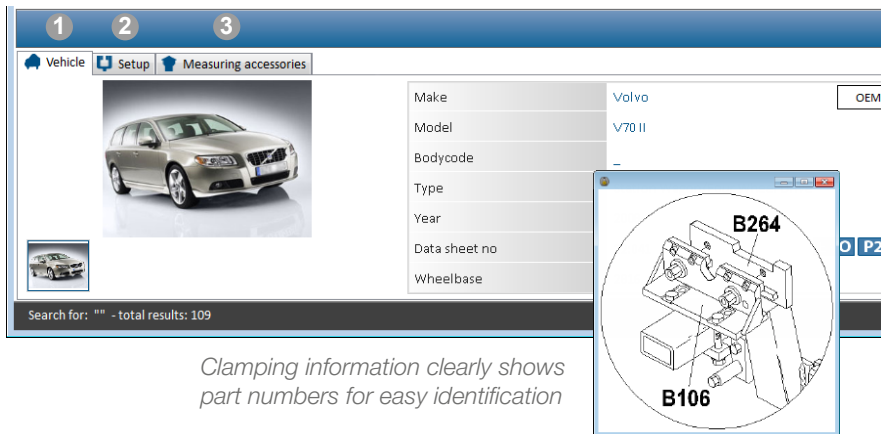 1 2 3
Vehicle Setup Measuring accessories
Make Volvo OEM
Model V70 II
Bodycode –
Type
Year
Data sheet no
Wheelbase
B264
B106
Search for: "" - total results: 109
Clamping information clearly shows
part numbers for easy identification